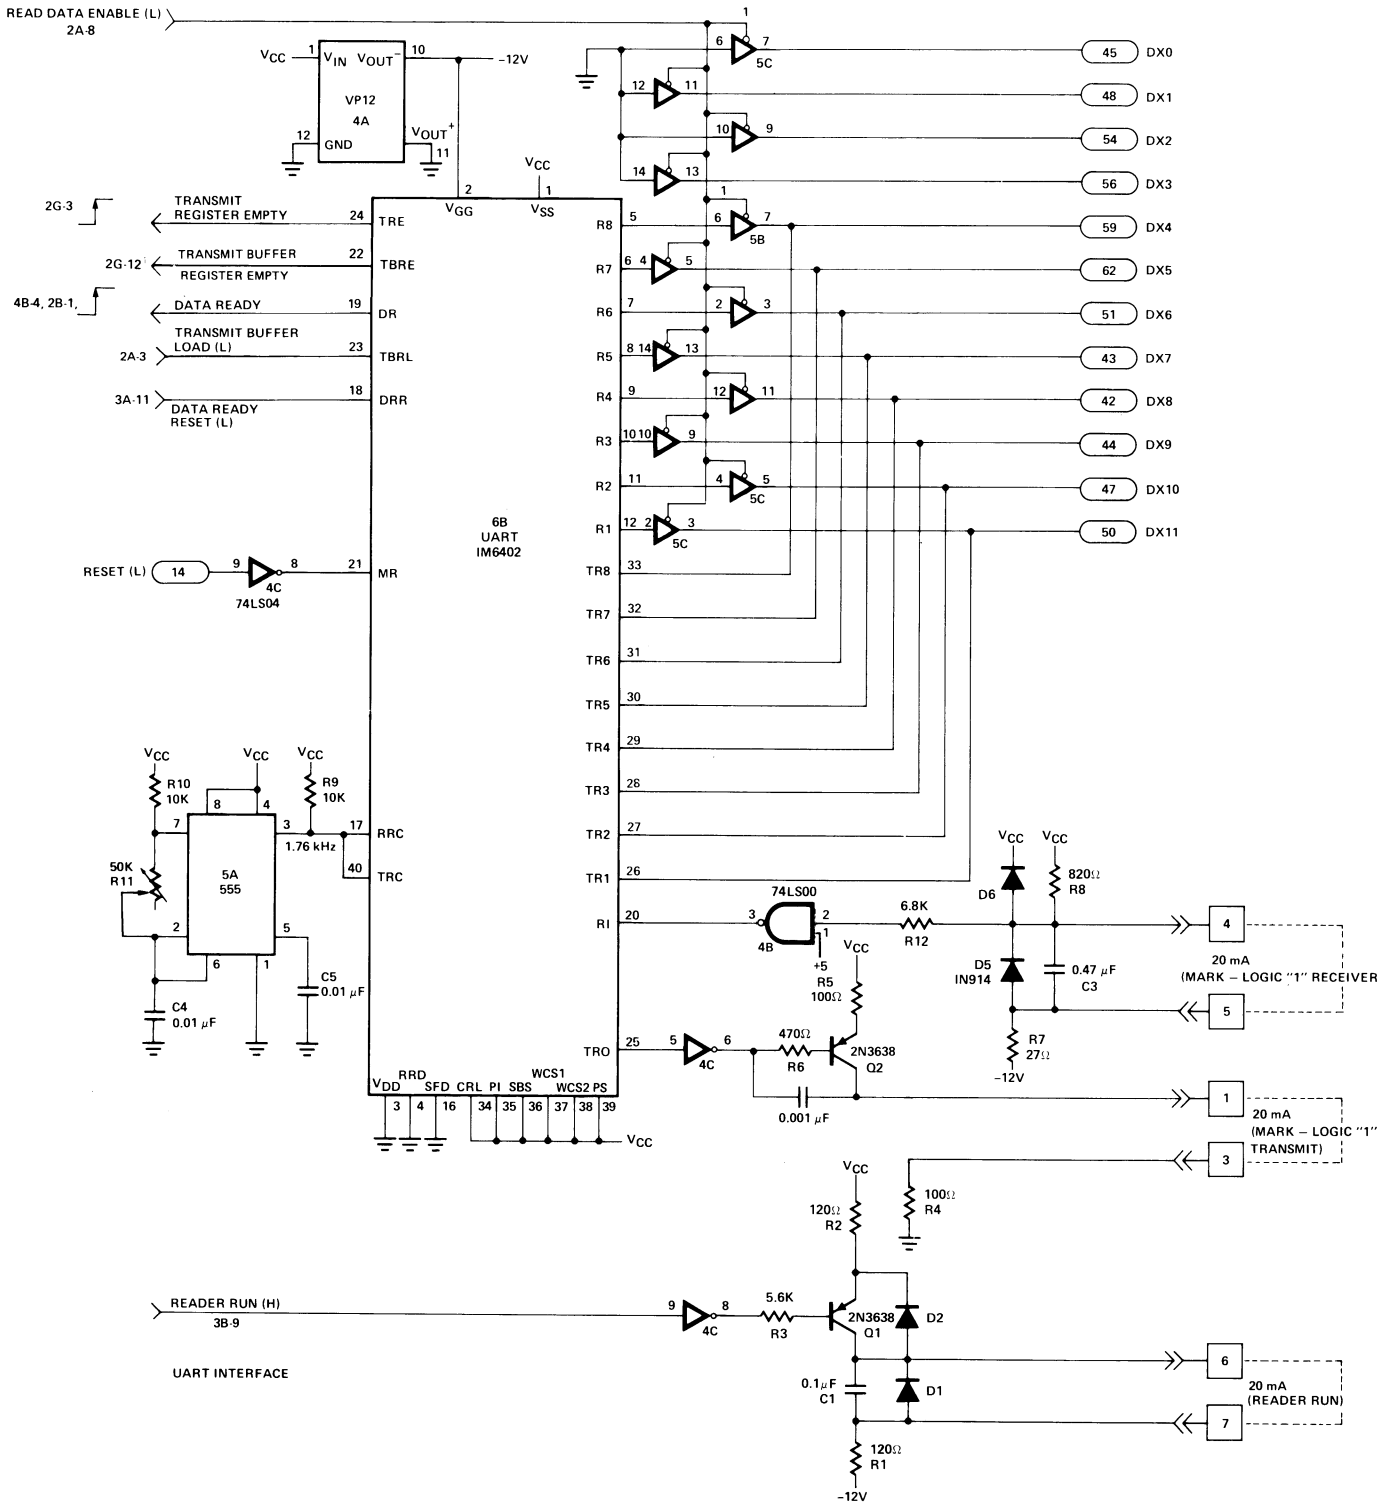 READ DATA ENABLE (L)
2A-8
1
6 7
5C
45 DX0
VCC 1 VIN VOUT− 10 −12V
VP12
4A
12 GND
VOUT+
11
12 11
48 DX1
10 9
54 DX2
14 13
56 DX3
VCC
2 1
VGG VSS
2G-3
TRANSMIT
REGISTER EMPTY
24 TRE
R8 5
1
6 7
5B
59 DX4
2G-12
TRANSMIT BUFFER
REGISTER EMPTY
22 TBRE
R7 6 4 5
62 DX5
4B-4, 2B-1,
DATA READY
19 DR
R6 7 2 3
51 DX6
TRANSMIT BUFFER
LOAD (L)
2A-3
23 TBRL
R5 8 14 13
43 DX7
3A-11
DATA READY
RESET (L)
18 DRR
R4 9 12 11
42 DX8
R3 10 10 9
44 DX9
R2 11 4 5
5C
47 DX10
R1 12 2 3
5C
50 DX11
6B
UART
IM6402
RESET (L) 14 9 8
4C
74LS04
21 MR
TR8 33
TR7 32
TR6 31
TR5 30
TR4 29
TR3 28
TR2 27
TR1 26
VCC VCC VCC
R10
10K
R9
10K
8 4
7
3
1.76 kHz
17 RRC
40 TRC
50K
R11
5A
555
2 5
6 1
C4
0.01 μF
C5
0.01 μF
RI 20
74LS00
3 2
1
4B
+5
6.8K
R12
VCC VCC
D6
820Ω
R8
4
D5
IN914
0.47 μF
C3
20 mA
(MARK – LOGIC "1" RECEIVER
5
R7
27Ω
−12V
VCC
R5
100Ω
TRO 25 5 6
4C
470Ω
R6
2N3638
Q2
0.001 μF
1
20 mA
(MARK – LOGIC "1"
TRANSMIT)
3
100Ω
R4
VDD RRD SFD CRL PI SBS WCS1 WCS2 PS
3 4 16 34 35 36 37 38 39
VCC
VCC
120Ω
R2
READER RUN (H)
3B-9
9 8
4C
5.6K
R3
2N3638
Q1
D2
6
0.1μF
C1
D1
20 mA
(READER RUN)
7
120Ω
R1
−12V
UART INTERFACE